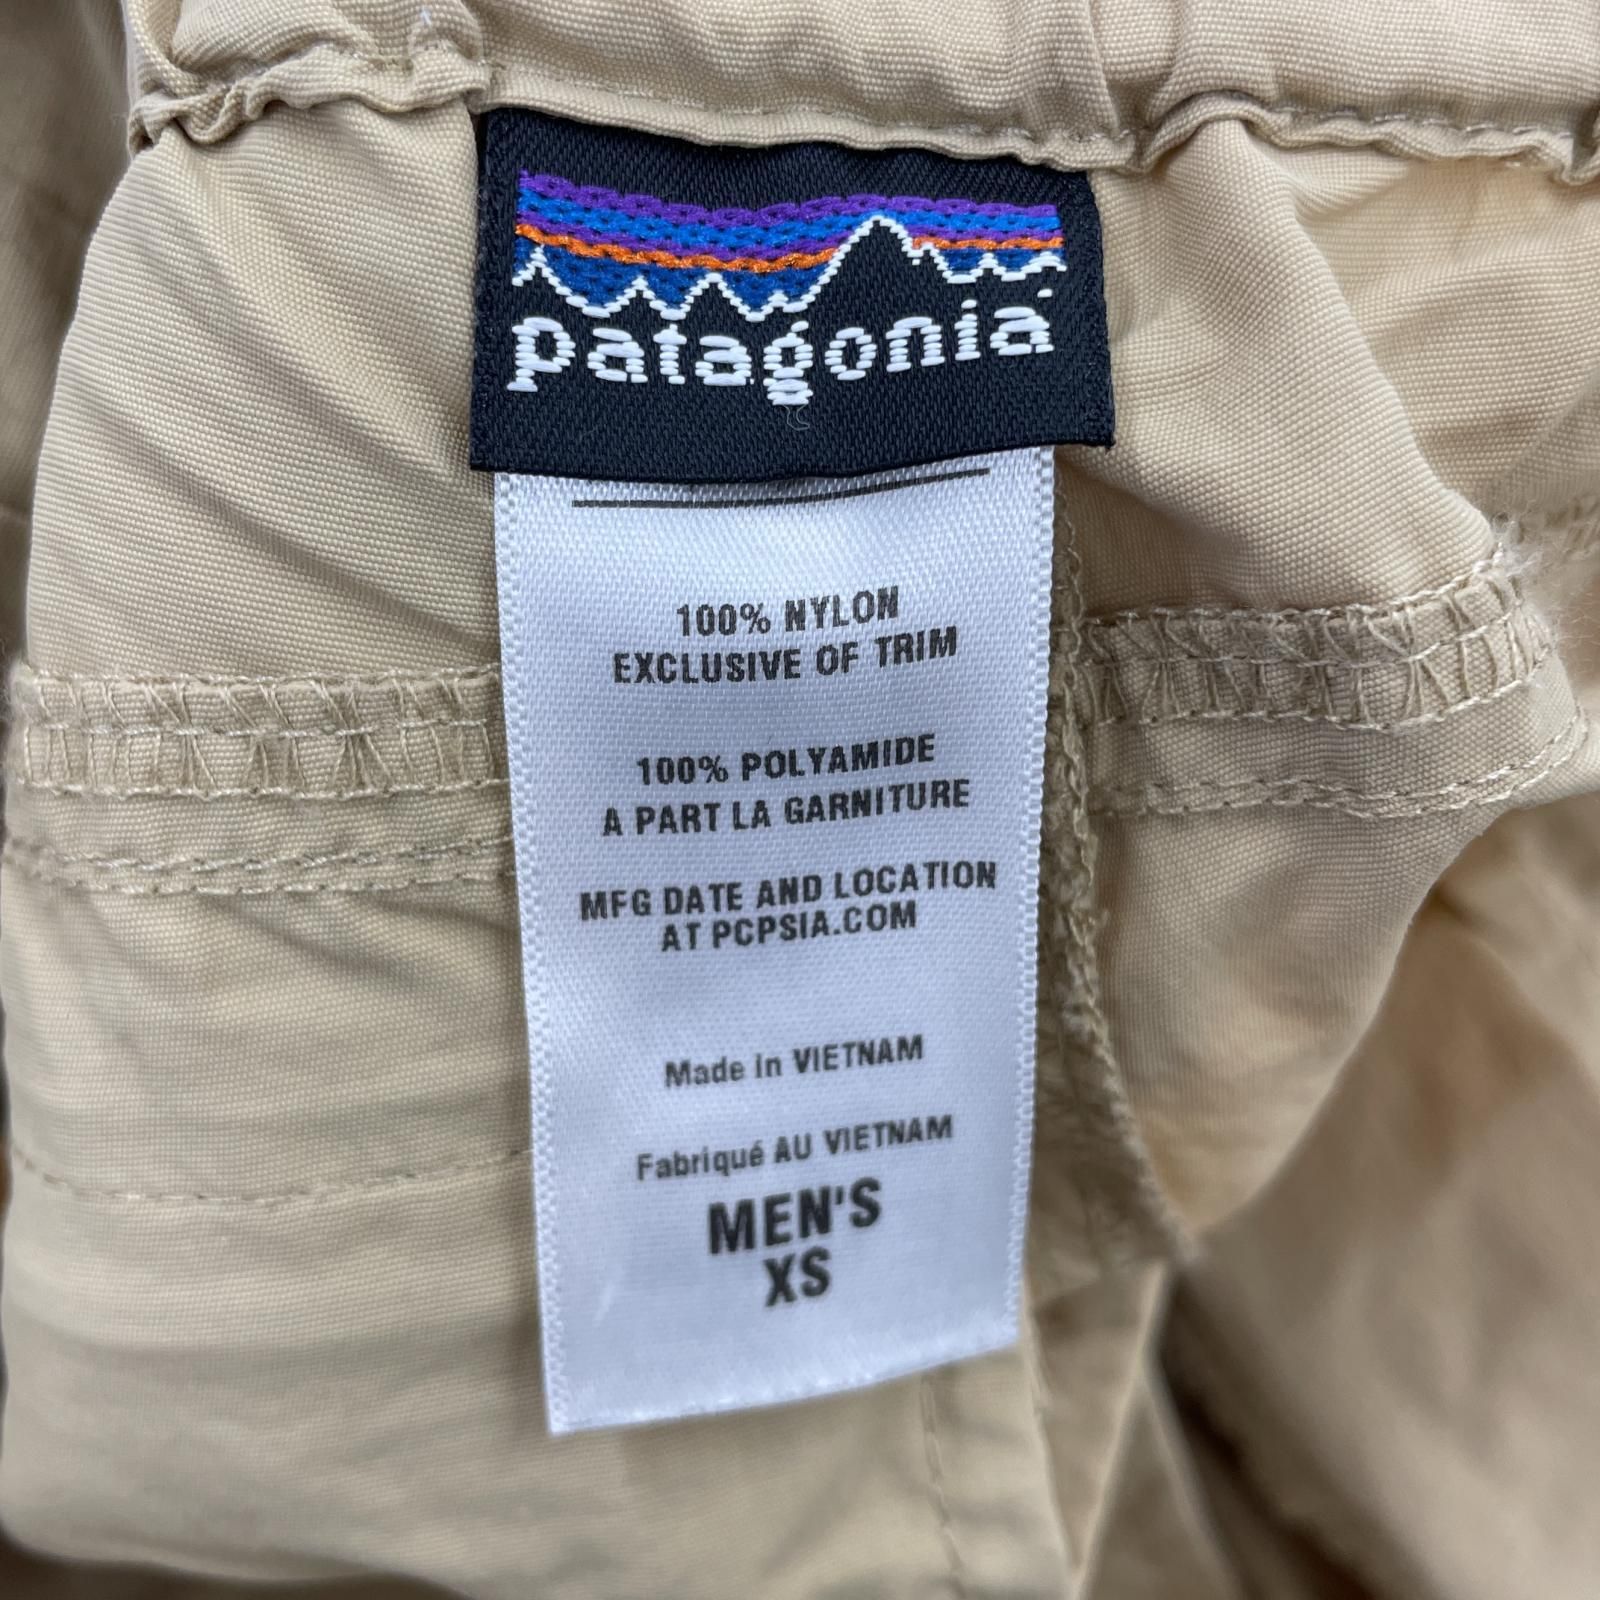 patagonia
100% NYLON
EXCLUSIVE OF TRIM
100% POLYAMIDE
A PART LA GARNITURE
MFG DATE AND LOCATION
AT PCPSIA.COM
Made in VIETNAM
Fabriqué AU VIETNAM
MEN'S
XS